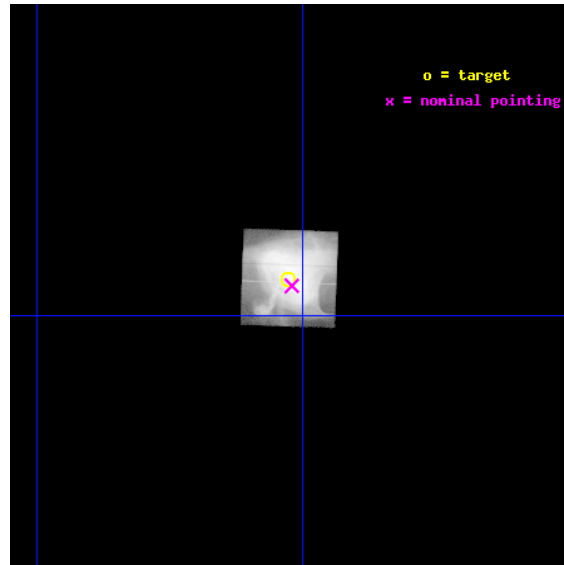 o = target
x = nominal pointing